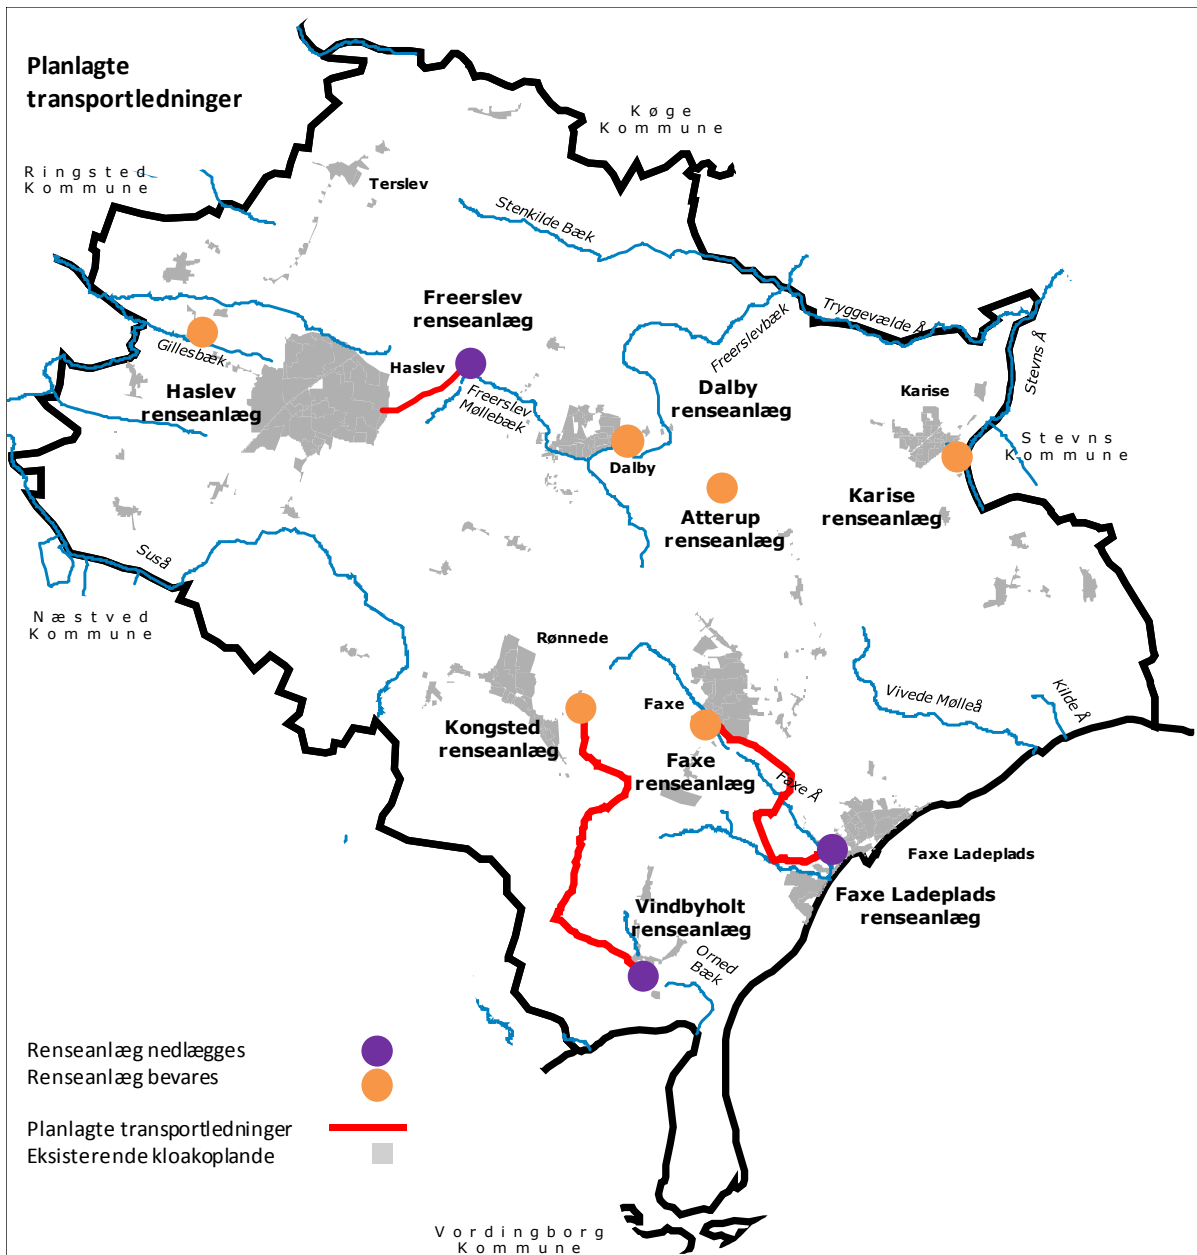 Planlagte
transportledninger
Køge
Kommune
Ringsted
Kommune
Terslev
Stenkilde Bæk
Freerslev
renseanlæg
Tryggevælde Å
Freerslevbæk
Stevns Å
Gillesbæk
Haslev
Haslev
renseanlæg
Freerslev
Møllebæk
Dalby
renseanlæg
Karise
Stevns
Kommune
Dalby
Karise
renseanlæg
Atterup
renseanlæg
Suså
Næstved
Kommune
Rønnede
Faxe
Vivede Mølleå
Kilde Å
Kongsted
renseanlæg
Faxe
renseanlæg
Faxe Å
Faxe Ladeplads
Faxe Ladeplads
renseanlæg
Vindbyholt
renseanlæg
Orned
Bæk
Renseanlæg nedlægges
Renseanlæg bevares
Planlagte transportledninger
Eksisterende kloakoplande
Vordingborg
Kommune